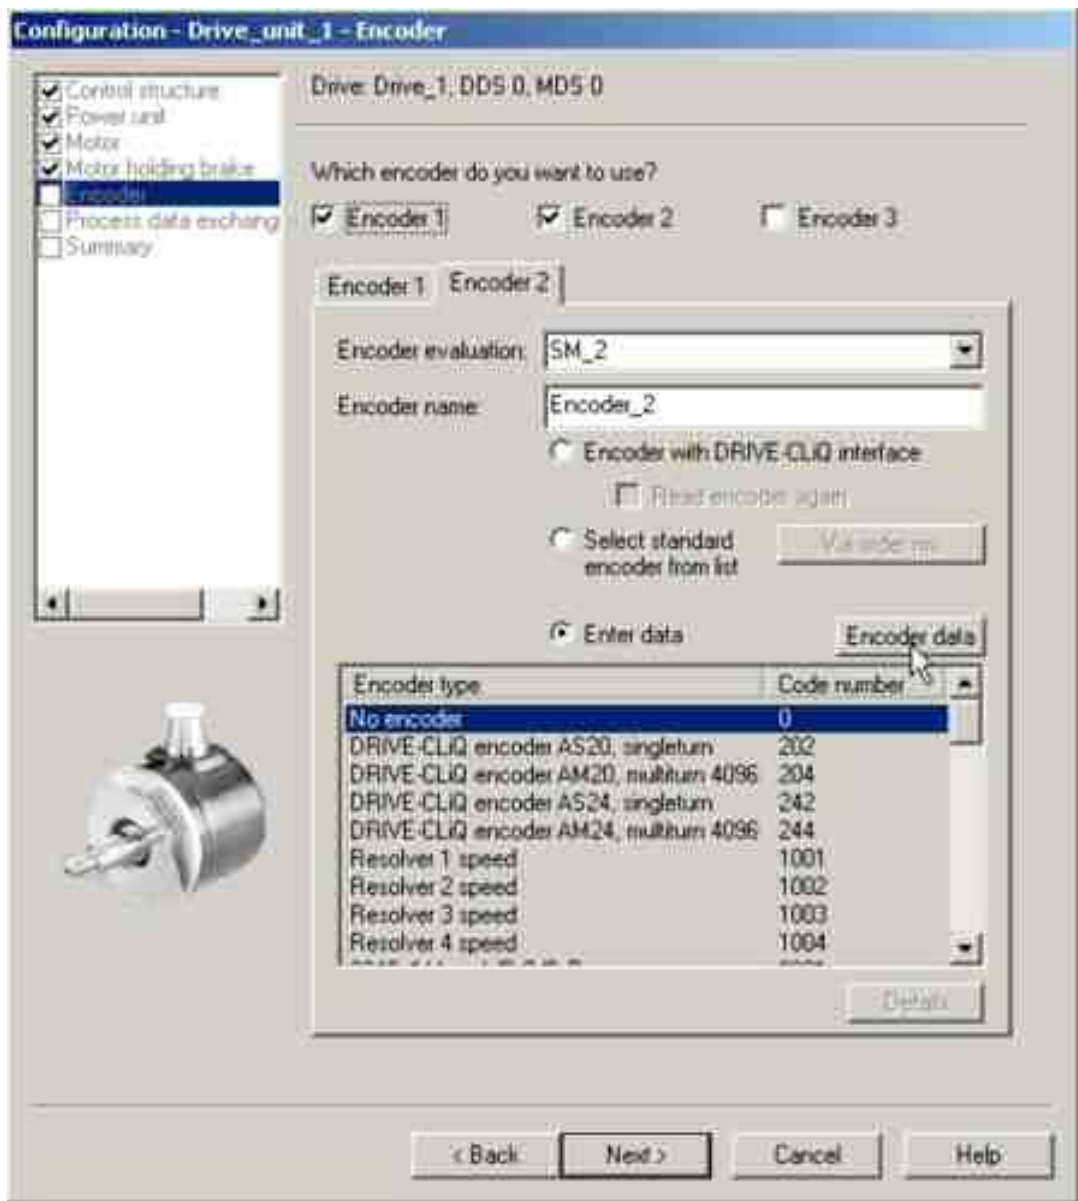 Configuration - Drive_unit_1 - Encoder
Control structure
Power unit
Motor
Motor holding brake
Encoder
Process data exchang
Summary
Drive: Drive_1, DDS 0, MDS 0
Which encoder do you want to use?
Encoder 1 Encoder 2 Encoder 3
Encoder 1 Encoder 2
Encoder evaluation: SM_2
Encoder name: Encoder_2
Encoder with DRIVE-CLiQ interface
Read encoder again
Select standard Via order no.
encoder from list
Enter data Encoder data
Encoder type Code number
No encoder 0
DRIVE-CLiQ encoder AS20, singleturn 202
DRIVE-CLiQ encoder AM20, multiturn 4096 204
DRIVE-CLiQ encoder AS24, singleturn 242
DRIVE-CLiQ encoder AM24, multiturn 4096 244
Resolver 1 speed 1001
Resolver 2 speed 1002
Resolver 3 speed 1003
Resolver 4 speed 1004
Details
< Back Next > Cancel Help